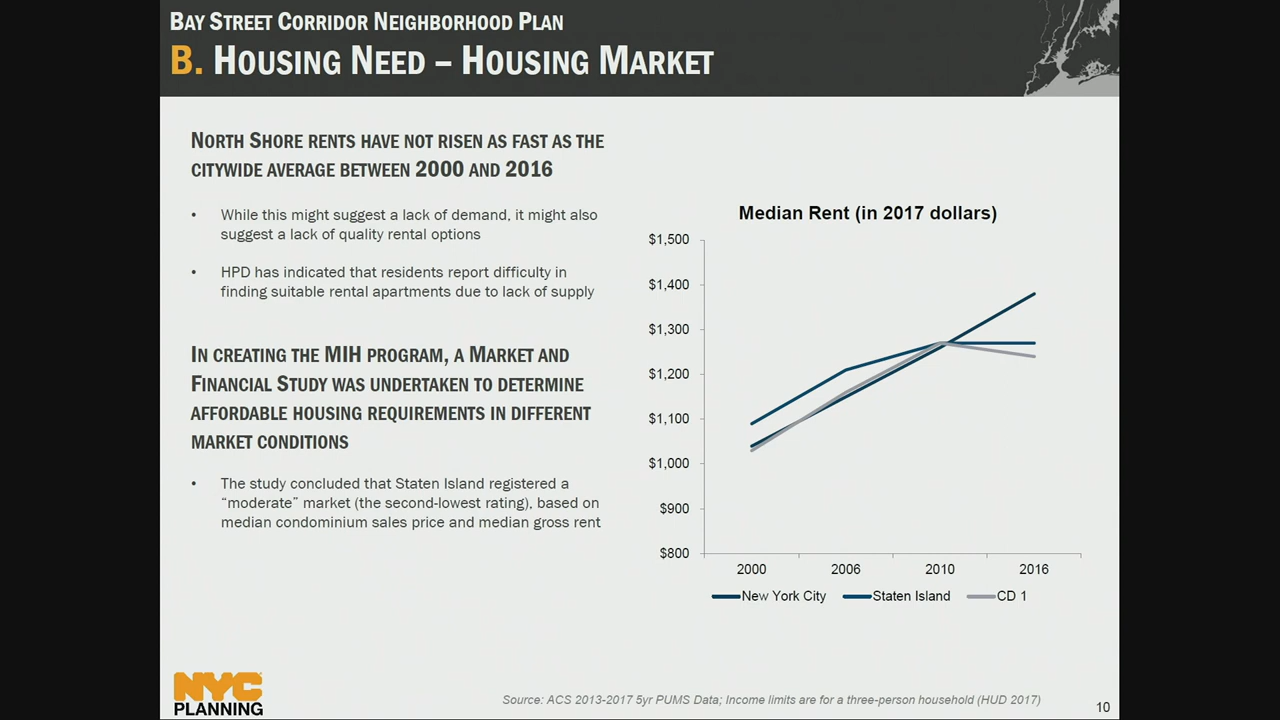 BAY STREET CORRIDOR NEIGHBORHOOD PLAN
B. HOUSING NEED – HOUSING MARKET
NORTH SHORE RENTS HAVE NOT RISEN AS FAST AS THE
CITYWIDE AVERAGE BETWEEN 2000 AND 2016
• While this might suggest a lack of demand, it might also
suggest a lack of quality rental options
• HPD has indicated that residents report difficulty in
finding suitable rental apartments due to lack of supply
IN CREATING THE MIH PROGRAM, A MARKET AND
FINANCIAL STUDY WAS UNDERTAKEN TO DETERMINE
AFFORDABLE HOUSING REQUIREMENTS IN DIFFERENT
MARKET CONDITIONS
• The study concluded that Staten Island registered a
“moderate” market (the second-lowest rating), based on
median condominium sales price and median gross rent
Median Rent (in 2017 dollars)
$1,500
$1,400
$1,300
$1,200
$1,100
$1,000
$900
$800
2000 2006 2010 2016
New York City Staten Island CD 1
NYC
PLANNING
Source: ACS 2013-2017 5yr PUMS Data; Income limits are for a three-person household (HUD 2017)
10